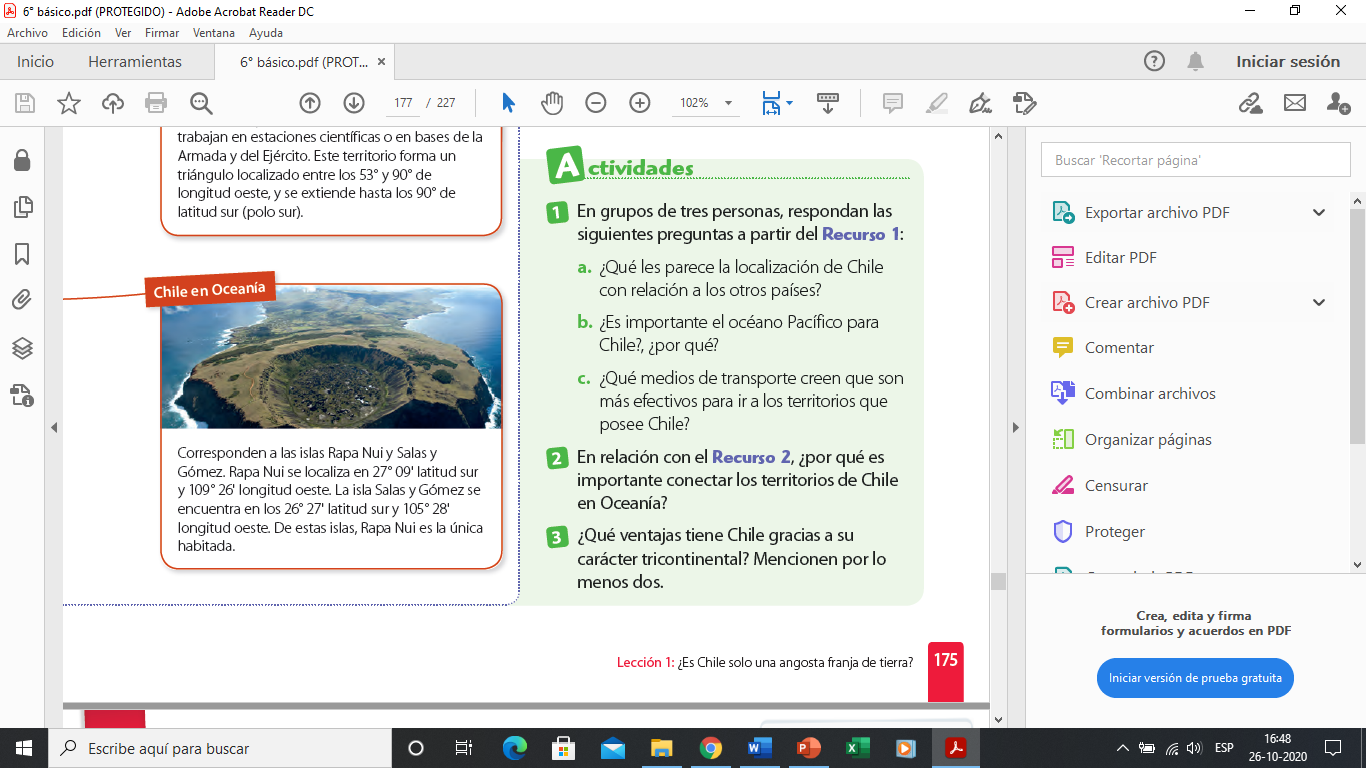 6° básico.pdf (PROTEGIDO) - Adobe Acrobat Reader DC
Archivo Edición Ver Firmar Ventana Ayuda
Inicio Herramientas 6° básico.pdf (PROT... ×
Iniciar sesión
177 / 227
102%
trabajan en estaciones científicas o en bases de la
Armada y del Ejército. Este territorio forma un
triángulo localizado entre los 53° y 90° de
longitud oeste, y se extiende hasta los 90° de
latitud sur (polo sur).
Chile en Oceanía
Corresponden a las islas Rapa Nui y Salas y
Gómez. Rapa Nui se localiza en 27° 09' latitud sur
y 109° 26' longitud oeste. La isla Salas y Gómez se
encuentra en los 26° 27' latitud sur y 105° 28'
longitud oeste. De estas islas, Rapa Nui es la única
habitada.
Actividades
1 En grupos de tres personas, respondan las
siguientes preguntas a partir del Recurso 1:
a. ¿Qué les parece la localización de Chile
con relación a los otros países?
b. ¿Es importante el océano Pacífico para
Chile?, ¿por qué?
c. ¿Qué medios de transporte creen que son
más efectivos para ir a los territorios que
posee Chile?
2 En relación con el Recurso 2, ¿por qué es
importante conectar los territorios de Chile
en Oceanía?
3 ¿Qué ventajas tiene Chile gracias a su
carácter tricontinental? Mencionen por lo
menos dos.
Lección 1: ¿Es Chile solo una angosta franja de tierra? 175
Buscar 'Recortar página'
Exportar archivo PDF
Editar PDF
Crear archivo PDF
Comentar
Combinar archivos
Organizar páginas
Censurar
Proteger
Crea, edita y firma
formularios y acuerdos en PDF
Iniciar versión de prueba gratuita
Escribe aquí para buscar
ESP
16:48
26-10-2020